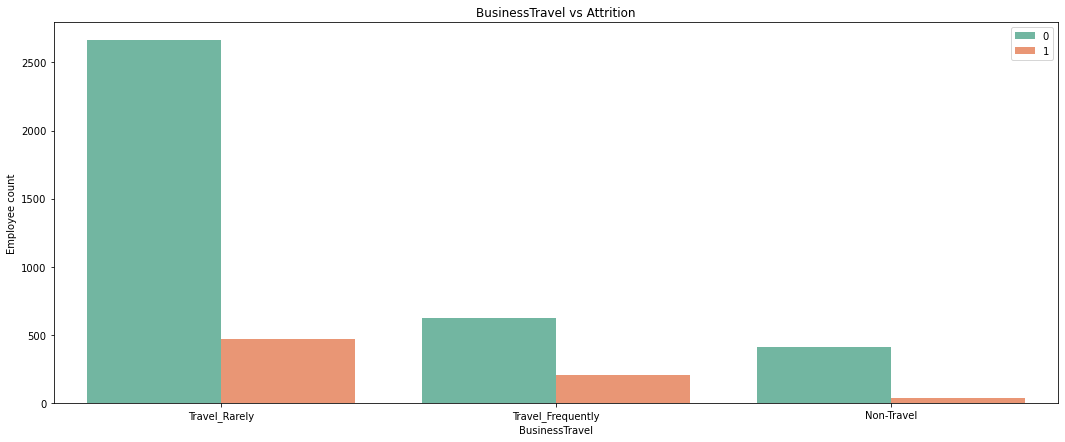 BusinessTravel vs Attrition
0
1
Employee count
2500
2000
1500
1000
500
0
Travel_Rarely
Travel_Frequently
Non-Travel
BusinessTravel